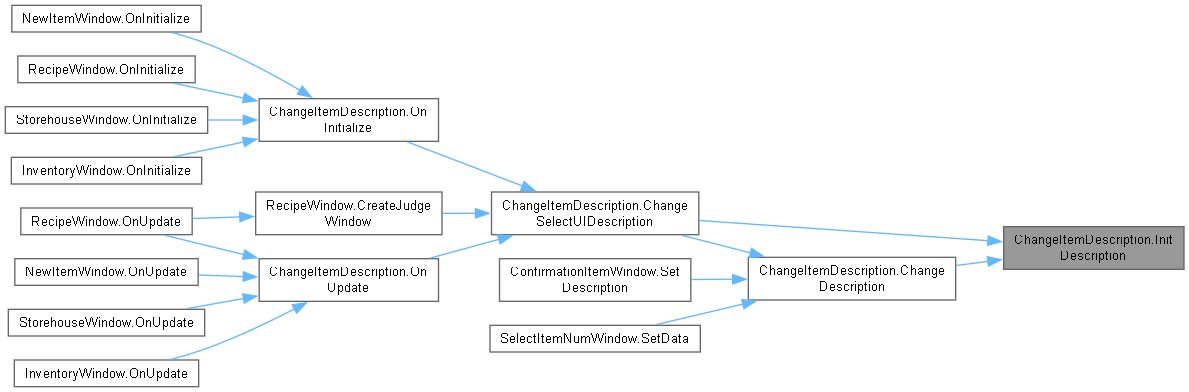 NewItemWindow.OnInitialize
RecipeWindow.OnInitialize
StorehouseWindow.OnInitialize
InventoryWindow.OnInitialize
ChangeItemDescription.On
Initialize
RecipeWindow.OnUpdate
NewItemWindow.OnUpdate
StorehouseWindow.OnUpdate
InventoryWindow.OnUpdate
RecipeWindow.CreateJudge
Window
ChangeItemDescription.On
Update
ChangeItemDescription.Change
SelectUIDescription
ConfirmationItemWindow.Set
Description
SelectItemNumWindow.SetData
ChangeItemDescription.Change
Description
ChangeItemDescription.Init
Description